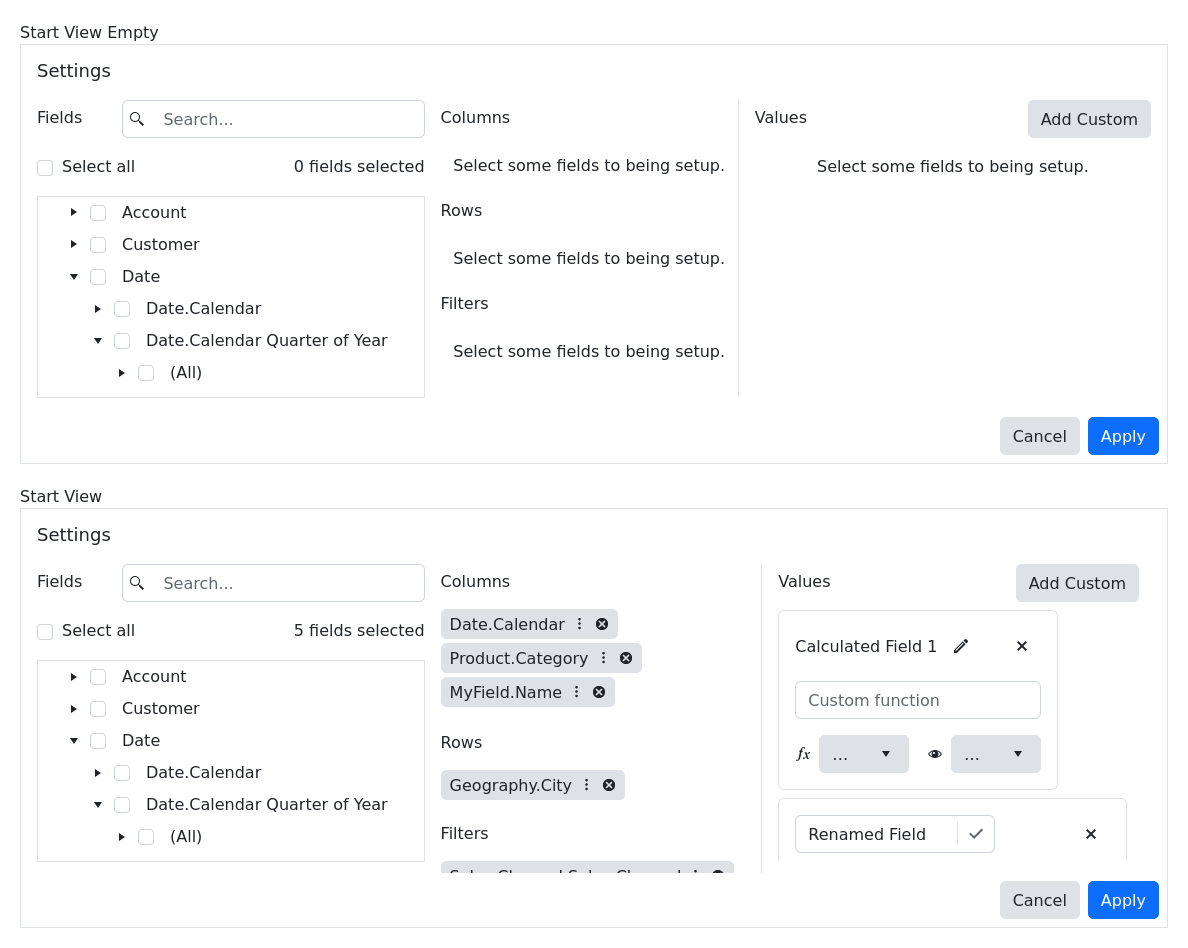 Start View Empty
Settings
Fields
Search...
Select all
0 fields selected
Account
Customer
Date
Date.Calendar
Date.Calendar Quarter of Year
(All)
Columns
Select some fields to being setup.
Rows
Select some fields to being setup.
Filters
Select some fields to being setup.
Values
Add Custom
Select some fields to being setup.
Cancel
Apply
Start View
Settings
Fields
Search...
Select all
5 fields selected
Account
Customer
Date
Date.Calendar
Date.Calendar Quarter of Year
(All)
Columns
Date.Calendar
Product.Category
MyField.Name
Rows
Geography.City
Filters
Values
Add Custom
Calculated Field 1
Custom function
fx
...
...
Renamed Field
Cancel
Apply